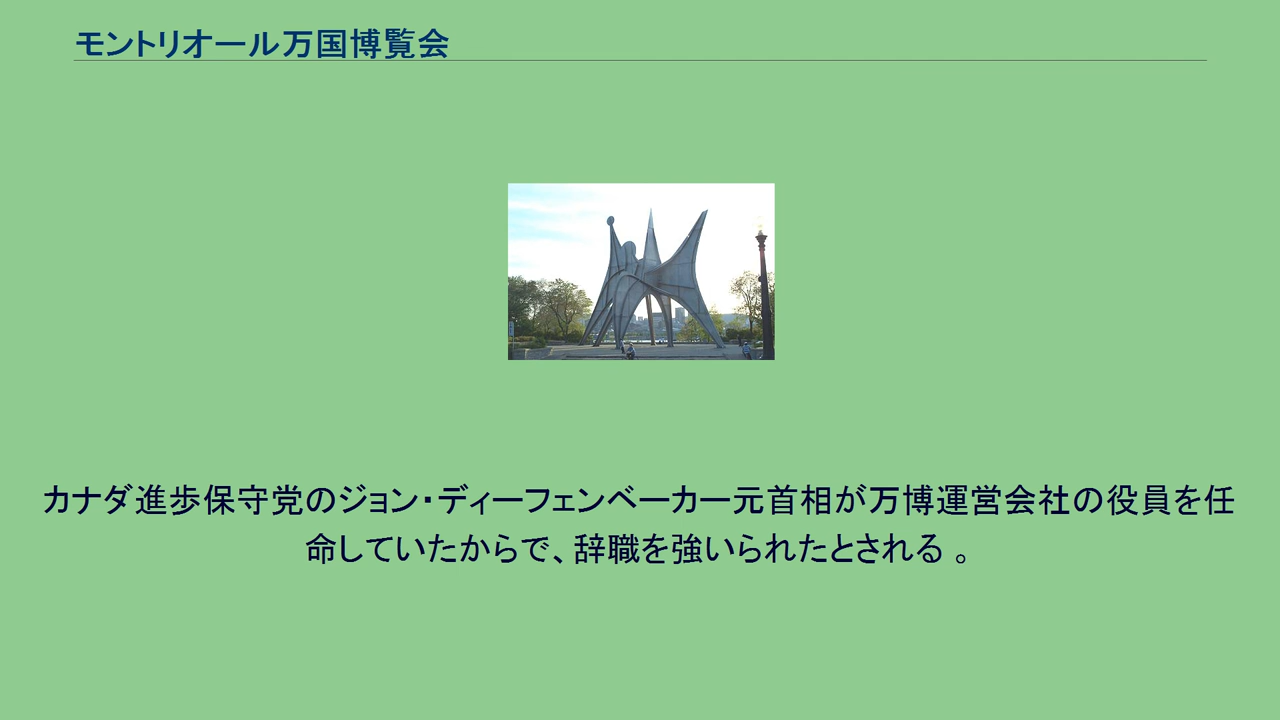 モントリオール万国博覧会
カナダ進歩保守党のジョン・ディーフェンベーカー元首相が万博運営会社の役員を任
命していたからで、辞職を強いられたとされる 。